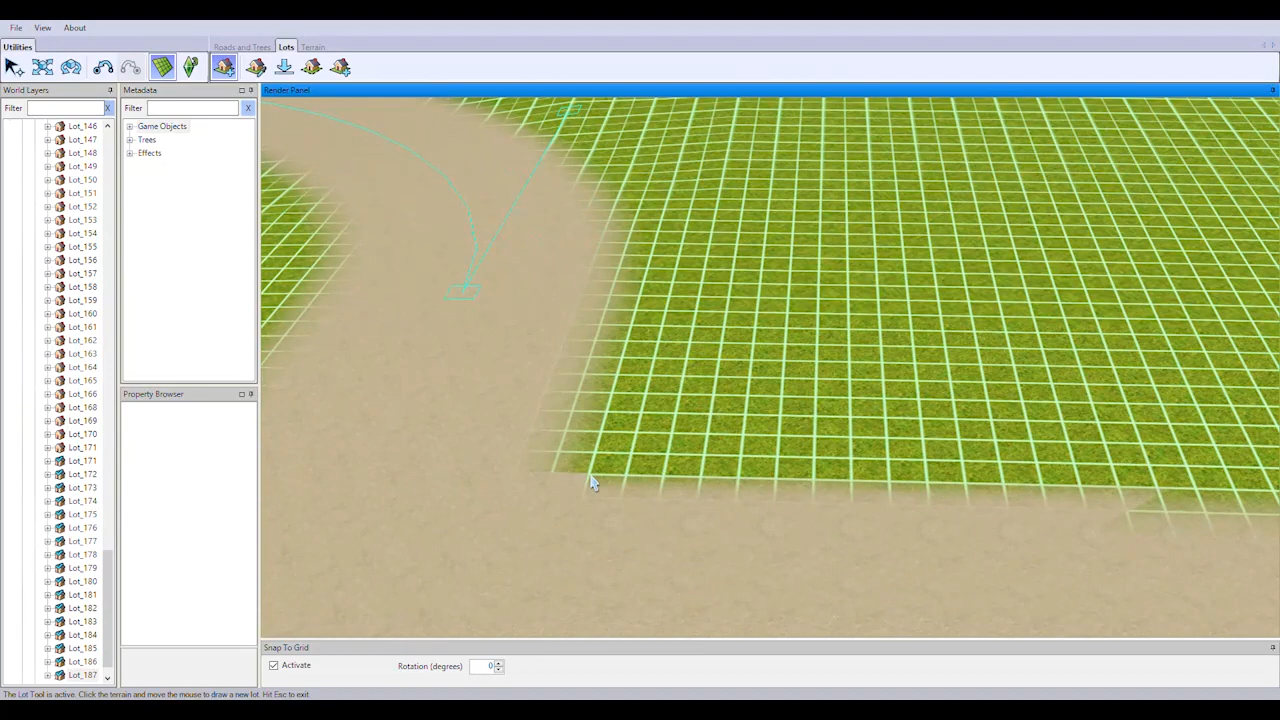 File View About
Utilities Roads and Trees Lots Terrain
World Layers Metadata Render Panel
Filter X Filter X
Lot_146
Lot_147
Lot_148
Lot_149
Lot_150
Lot_151
Lot_152
Lot_153
Lot_154
Lot_155
Lot_156
Lot_157
Lot_158
Lot_159
Lot_160
Lot_161
Lot_162
Lot_163
Lot_164
Lot_165
Lot_166
Lot_168
Lot_169
Lot_170
Lot_171
Lot_171
Lot_172
Lot_173
Lot_174
Lot_175
Lot_176
Lot_177
Lot_178
Lot_179
Lot_180
Lot_181
Lot_182
Lot_183
Lot_184
Lot_185
Lot_186
Lot_187
Game Objects
Trees
Effects
Property Browser
Snap To Grid
Activate Rotation (degrees) 0
The Lot Tool is active. Click the terrain and move the mouse to draw a new lot. Hit Esc to exit.